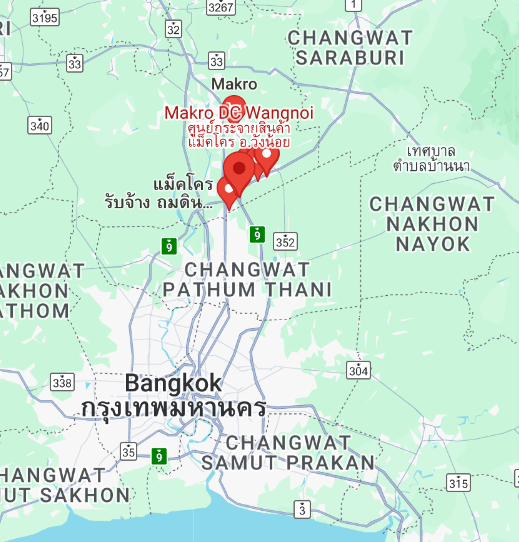 3267
1
3195
32
RI
CHANGWAT
SARABURI
33
33
57
Makro
340
Makro DC Wangnoi
ศูนย์กระจายสินค้า
แม็คโคร อ.วังน้อย
เทศบาล
ตำบลบ้านนา
แม็คโคร
รับจ้าง ถมดิน...
CHANGWAT
NAKHON
NAYOK
9
9
352
ANGWAT
AKHON
ATHOM
CHANGWAT
PATHUM THANI
338
Bangkok
กรุงเทพมหานคร
304
35
9
CHANGWAT
SAMUT PRAKAN
HANGWAT
UT SAKHON
315
3